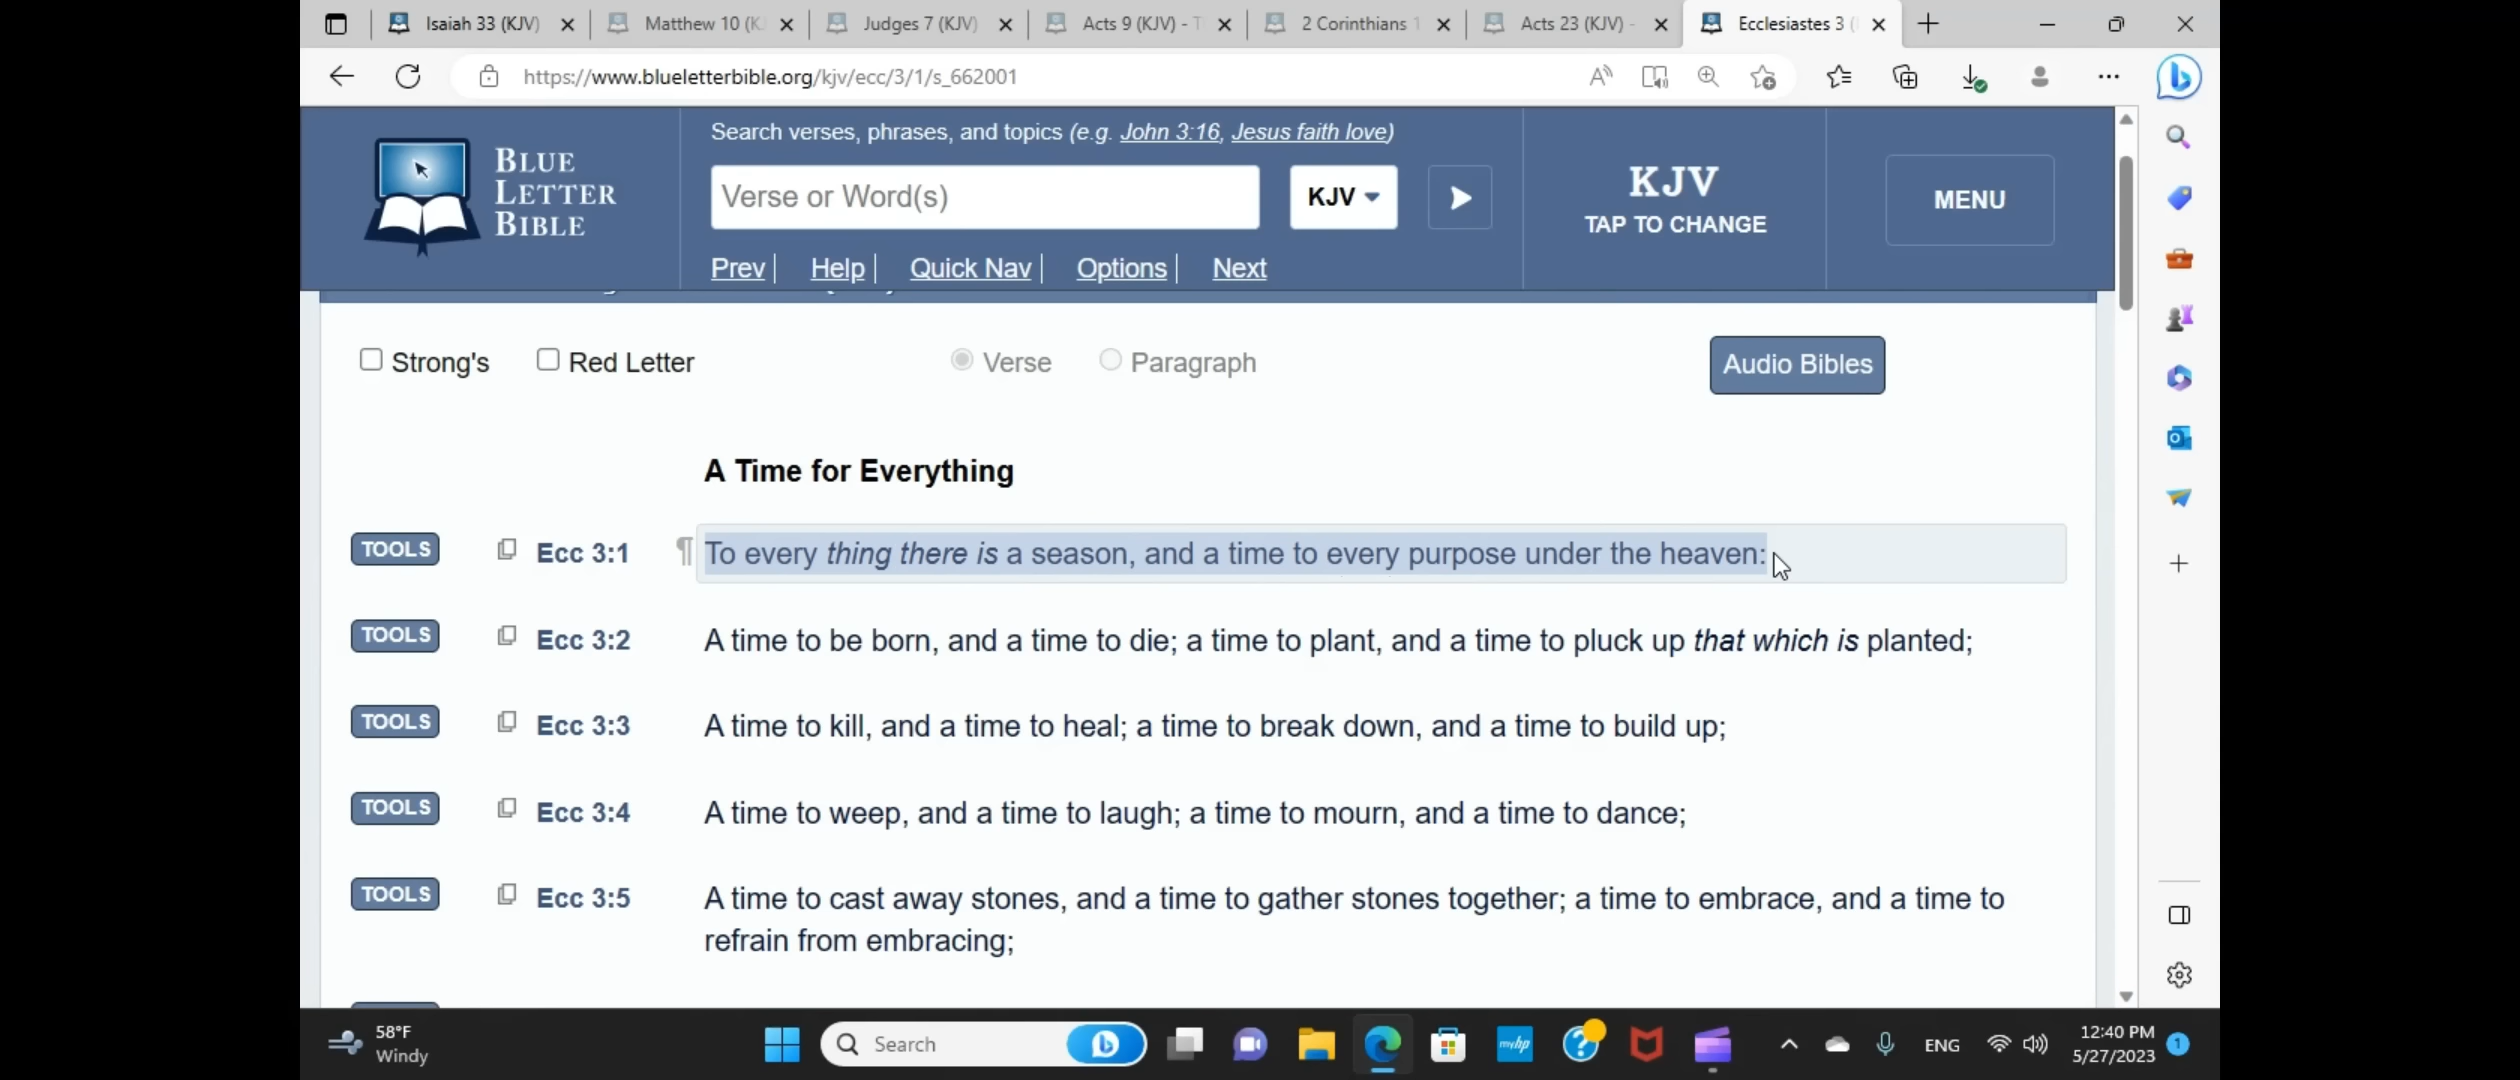 Isaiah 33 (KJV)
Matthew 10 (K
Judges 7 (KJV)
Acts 9 (KJV) - T
2 Corinthians 1
Acts 23 (KJV) -
Ecclesiastes 3 (
https://www.blueletterbible.org/kjv/ecc/3/1/s_662001
BLUE
LETTER
BIBLE
Search verses, phrases, and topics (e.g. John 3:16, Jesus faith love)
Verse or Word(s)
KJV
Prev | Help | Quick Nav | Options | Next
KJV
TAP TO CHANGE
MENU
Strong's Red Letter Verse Paragraph Audio Bibles
A Time for Everything
TOOLS Ecc 3:1 ¶ To every thing there is a season, and a time to every purpose under the heaven:
TOOLS Ecc 3:2 A time to be born, and a time to die; a time to plant, and a time to pluck up that which is planted;
TOOLS Ecc 3:3 A time to kill, and a time to heal; a time to break down, and a time to build up;
TOOLS Ecc 3:4 A time to weep, and a time to laugh; a time to mourn, and a time to dance;
TOOLS Ecc 3:5 A time to cast away stones, and a time to gather stones together; a time to embrace, and a time to
refrain from embracing;
58°F
Windy
Search
myhp
ENG
12:40 PM
5/27/2023
1